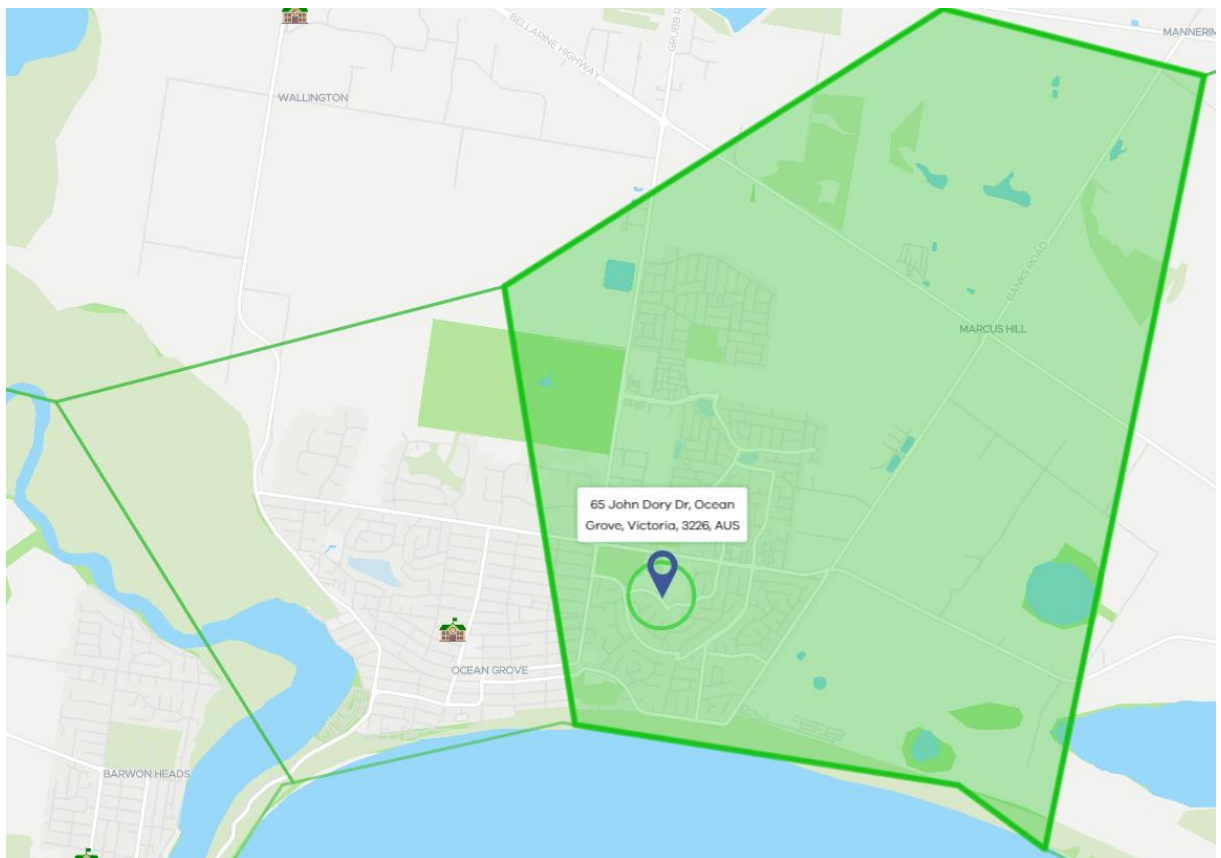 BELLARINE HIGHWAY
GRUBB R
MANNERIM
WALLINGTON
BANKS ROAD
MARCUS HILL
65 John Dory Dr, Ocean
Grove, Victoria, 3226, AUS
OCEAN GROVE
BARWON HEADS